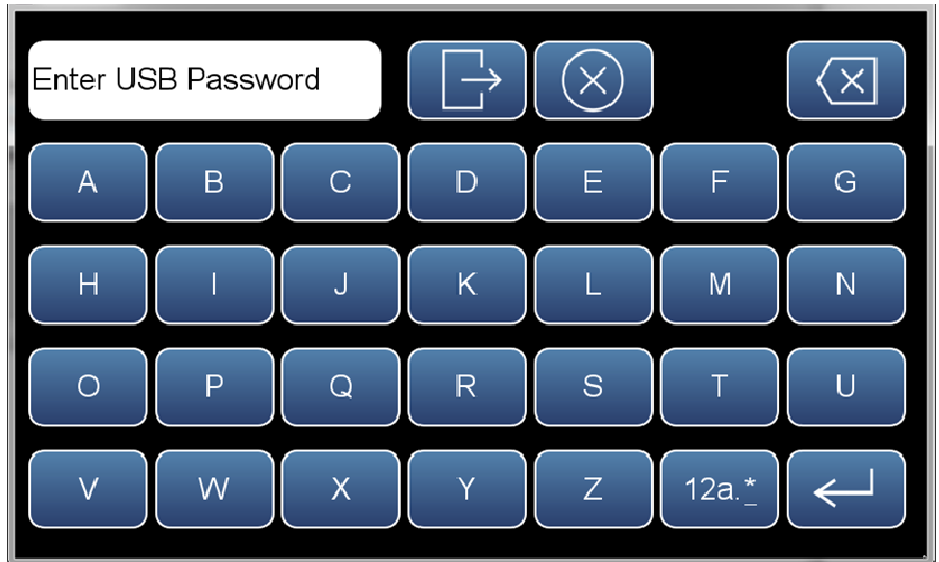 Enter USB Password
A B C D E F G
H I J K L M N
O P Q R S T U
V W X Y Z 12a.*_